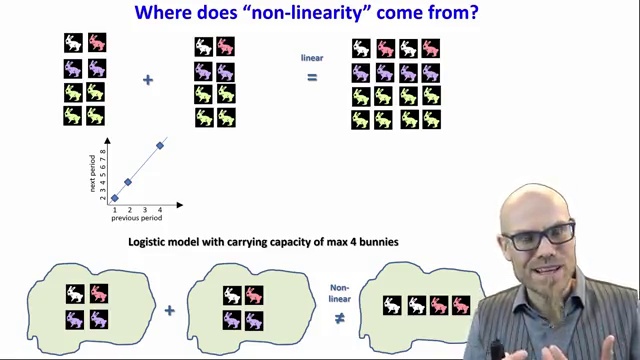 Where does "non-linearity" come from?
+
linear
=
next period
2 3 4 5 6 7 8
1 2 3 4
previous period
Logistic model with carrying capacity of max 4 bunnies
+
Non-
linear
≠